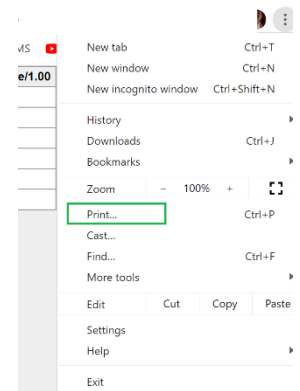 MS
e/1.00
New tab Ctrl+T
New window Ctrl+N
New incognito window Ctrl+Shift+N
History
Downloads Ctrl+J
Bookmarks
Zoom - 100% +
Print... Ctrl+P
Cast...
Find... Ctrl+F
More tools
Edit Cut Copy Paste
Settings
Help
Exit